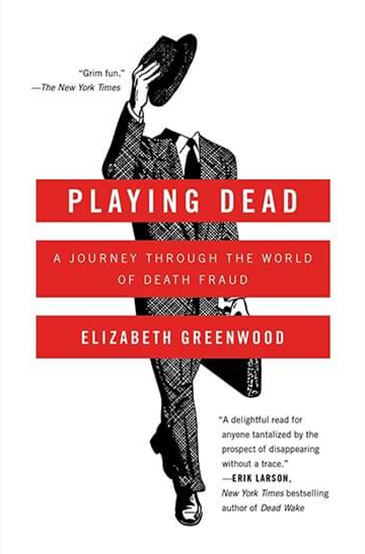 "Grim fun."
—The New York Times
PLAYING DEAD
A JOURNEY THROUGH THE WORLD
OF DEATH FRAUD
ELIZABETH GREENWOOD
"A delightful read for
anyone tantalized by the
prospect of disappearing
without a trace."
—ERIK LARSON,
New York Times bestselling
author of Dead Wake